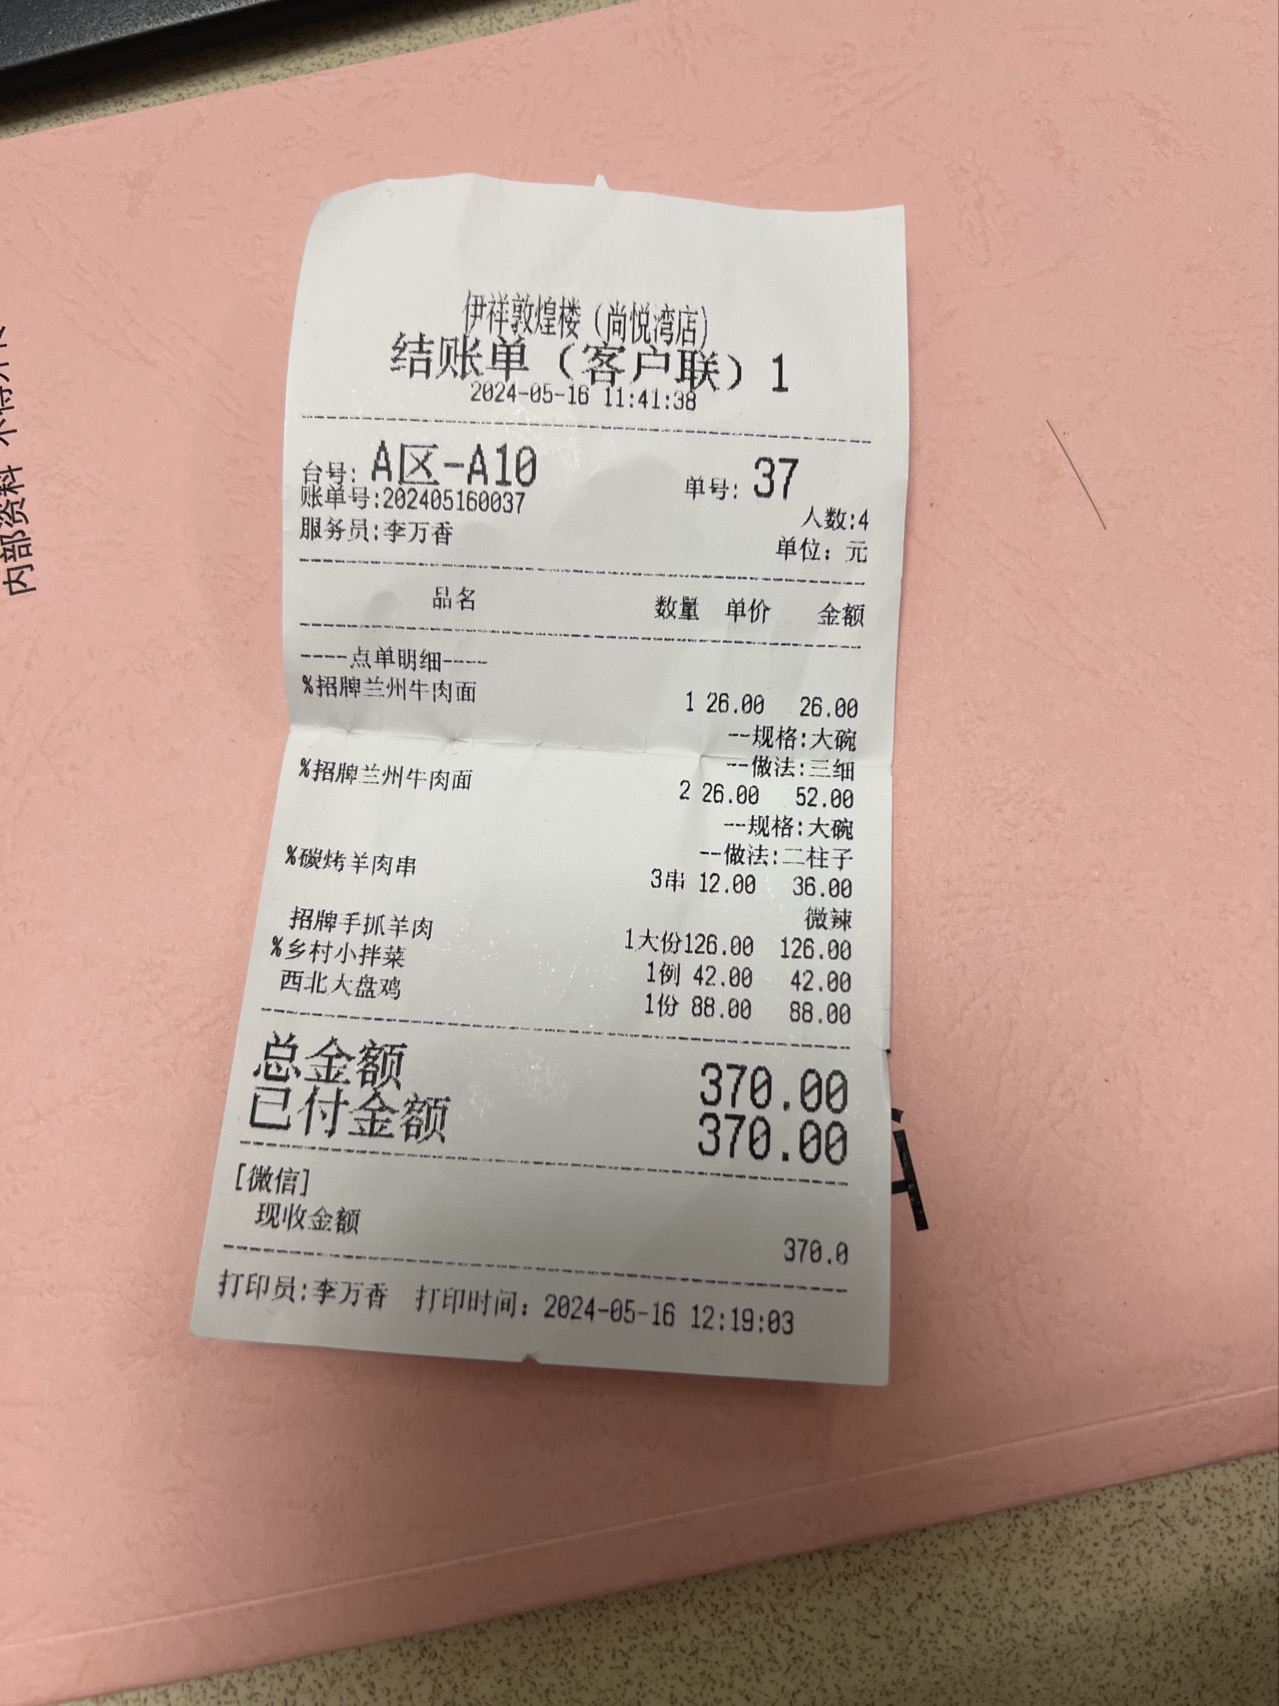 伊祥敦煌楼（尚悦湾店）
结账单（客户联）1
2024-05-16 11:41:38
台号: A区-A10 单号: 37
账单号:202405160037 人数:4
服务员:李万香 单位: 元
品名 数量 单价 金额
----点单明细----
%招牌兰州牛肉面 1 26.00 26.00
--规格:大碗
--做法:三细
%招牌兰州牛肉面 2 26.00 52.00
--规格:大碗
--做法:二柱子
%碳烤羊肉串 3串 12.00 36.00
微辣
招牌手抓羊肉 1大份126.00 126.00
%乡村小拌菜 1例 42.00 42.00
西北大盘鸡 1份 88.00 88.00
总金额 370.00
已付金额 370.00
[微信]
现收金额 370.0
打印员:李万香 打印时间: 2024-05-16 12:19:03
内部资料